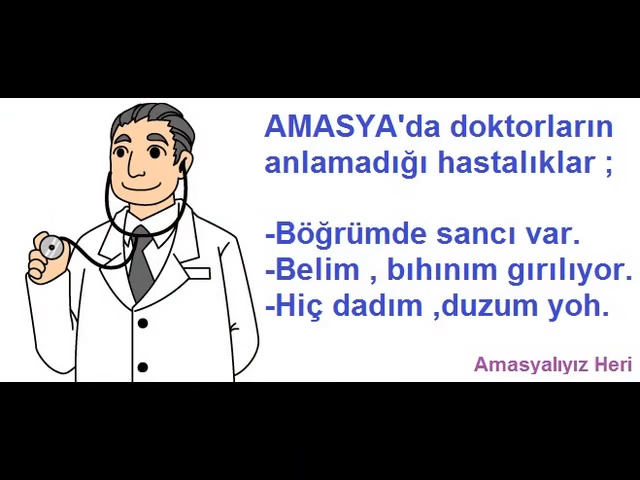 AMASYA'da doktorların
anlamadığı hastalıklar ;
-Böğrümde sancı var.
-Belim , bıhınım gırılıyor.
-Hiç dadım ,duzum yoh.
Amasyalıyız Heri